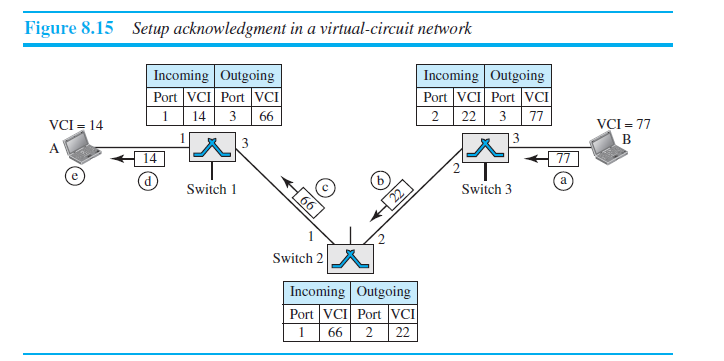 Figure 8.15 Setup acknowledgment in a virtual-circuit network
Incoming Outgoing
Port VCI Port VCI
1 14 3 66
Incoming Outgoing
Port VCI Port VCI
2 22 3 77
VCI = 14
A
e
14
d
1
3
Switch 1
66
c
b
22
2
3
Switch 3
77
a
VCI = 77
B
1
2
Switch 2
Incoming Outgoing
Port VCI Port VCI
1 66 2 22